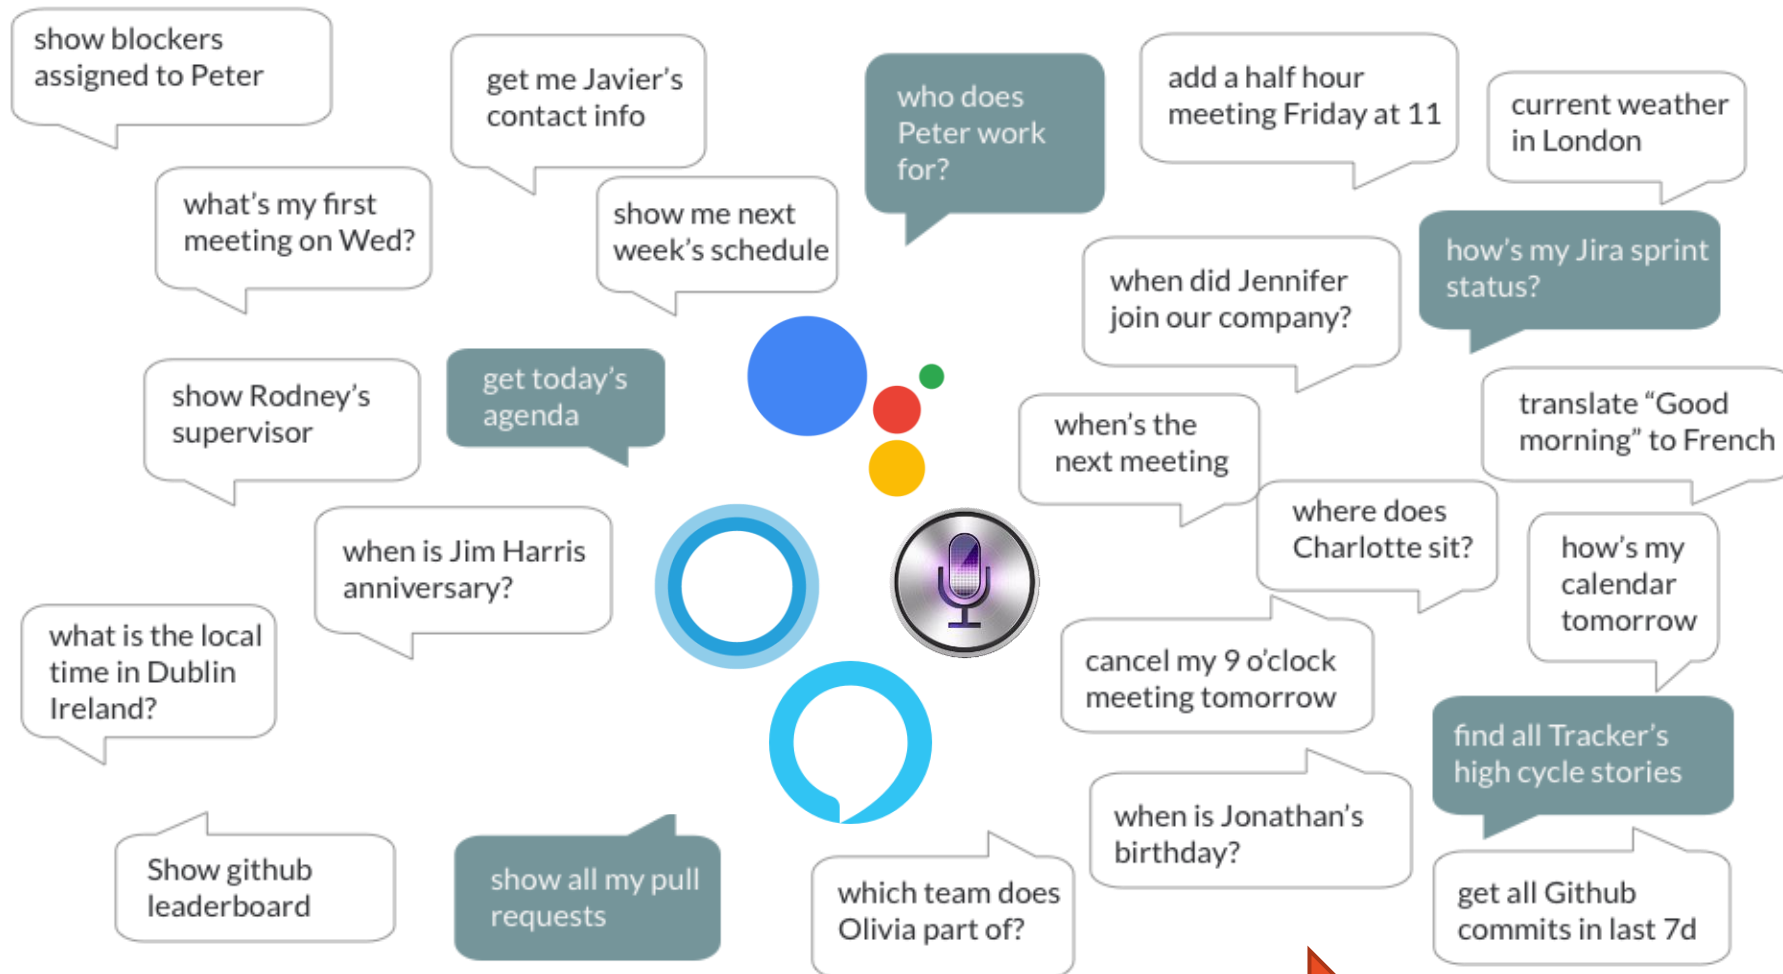 show blockers
assigned to Peter
get me Javier’s
contact info
who does
Peter work
for?
add a half hour
meeting Friday at 11
current weather
in London
what’s my first
meeting on Wed?
show me next
week’s schedule
when did Jennifer
join our company?
how’s my Jira sprint
status?
show Rodney’s
supervisor
get today’s
agenda
when’s the
next meeting
translate “Good
morning” to French
when is Jim Harris
anniversary?
where does
Charlotte sit?
how’s my
calendar
tomorrow
what is the local
time in Dublin
Ireland?
cancel my 9 o’clock
meeting tomorrow
find all Tracker’s
high cycle stories
when is Jonathan’s
birthday?
Show github
leaderboard
show all my pull
requests
which team does
Olivia part of?
get all Github
commits in last 7d